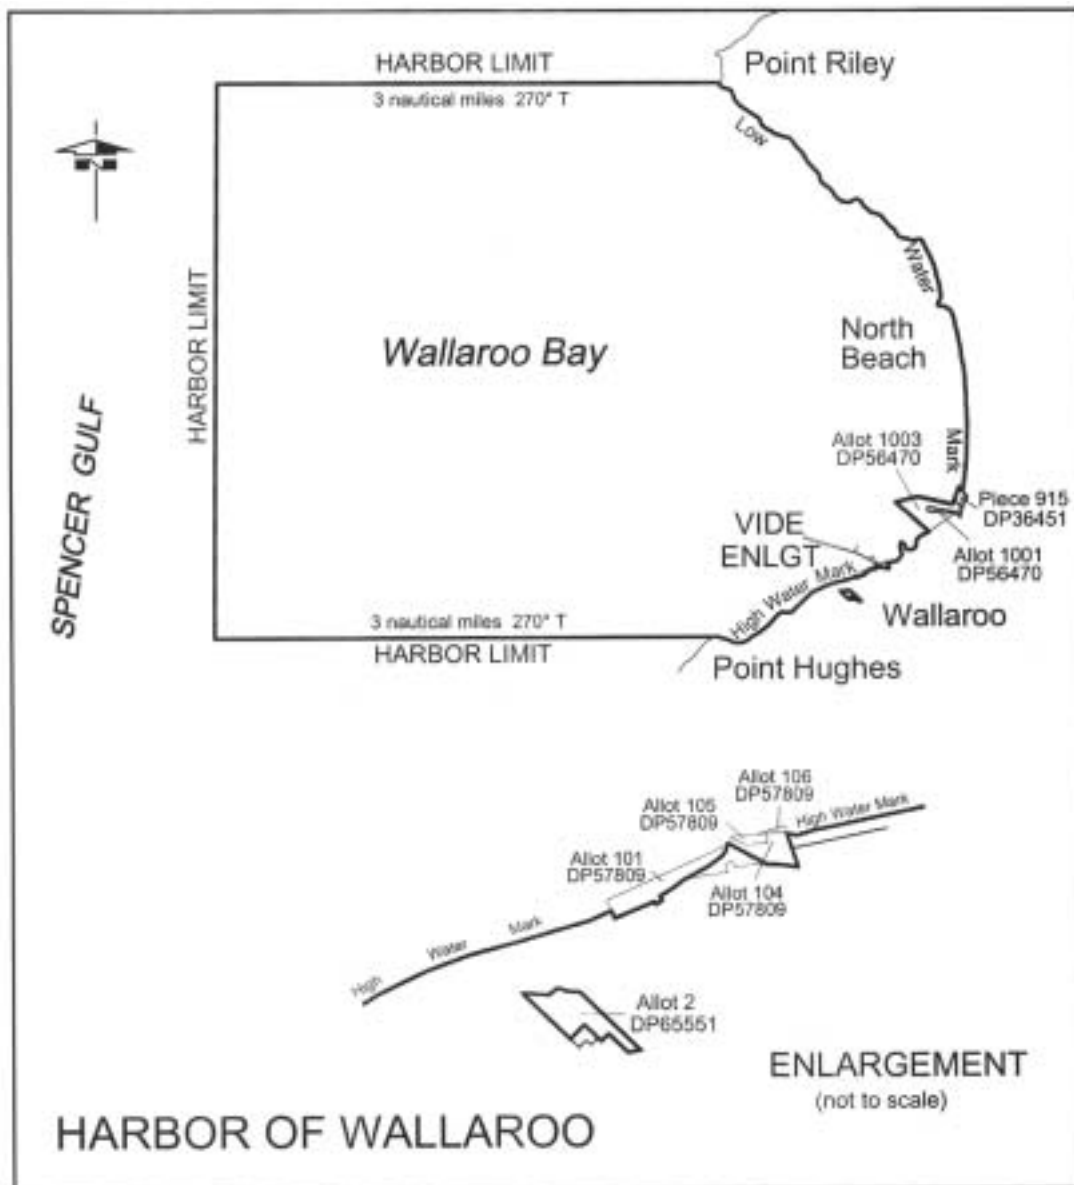 HARBOR LIMIT
Point Riley
3 nautical miles 270° T
Low
N
Water
HARBOR LIMIT
North
Beach
Wallaroo Bay
SPENCER GULF
Allot 1003
DP56470
Mark
Piece 915
DP36451
VIDE
ENLGT
Allot 1001
DP56470
High Water Mark
Wallaroo
3 nautical miles 270° T
HARBOR LIMIT
Point Hughes
Allot 106
DP57809
Allot 105
DP57809
High Water Mark
Allot 101
DP57809
Allot 104
DP57809
High Water Mark
Allot 2
DP65551
ENLARGEMENT
(not to scale)
HARBOR OF WALLAROO